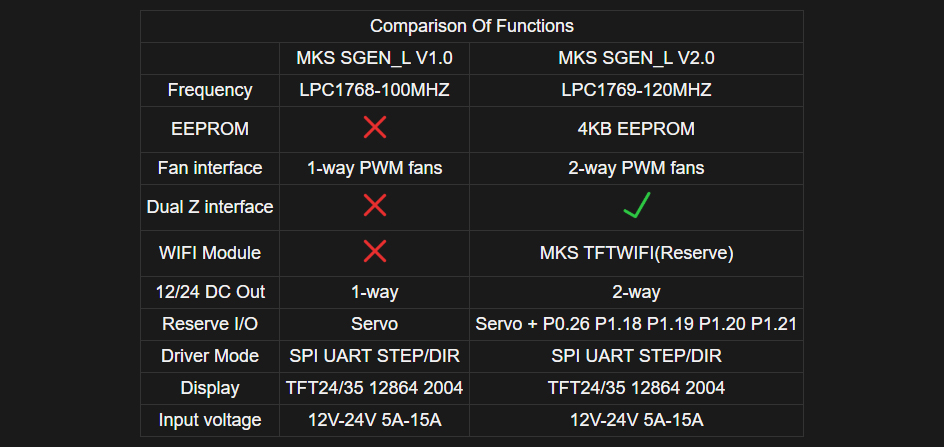 Comparison Of Functions
MKS SGEN_L V1.0 MKS SGEN_L V2.0
Frequency LPC1768-100MHZ LPC1769-120MHZ
EEPROM 4KB EEPROM
Fan interface 1-way PWM fans 2-way PWM fans
Dual Z interface
WIFI Module MKS TFTWIFI(Reserve)
12/24 DC Out 1-way 2-way
Reserve I/O Servo Servo + P0.26 P1.18 P1.19 P1.20 P1.21
Driver Mode SPI UART STEP/DIR SPI UART STEP/DIR
Display TFT24/35 12864 2004 TFT24/35 12864 2004
Input voltage 12V-24V 5A-15A 12V-24V 5A-15A